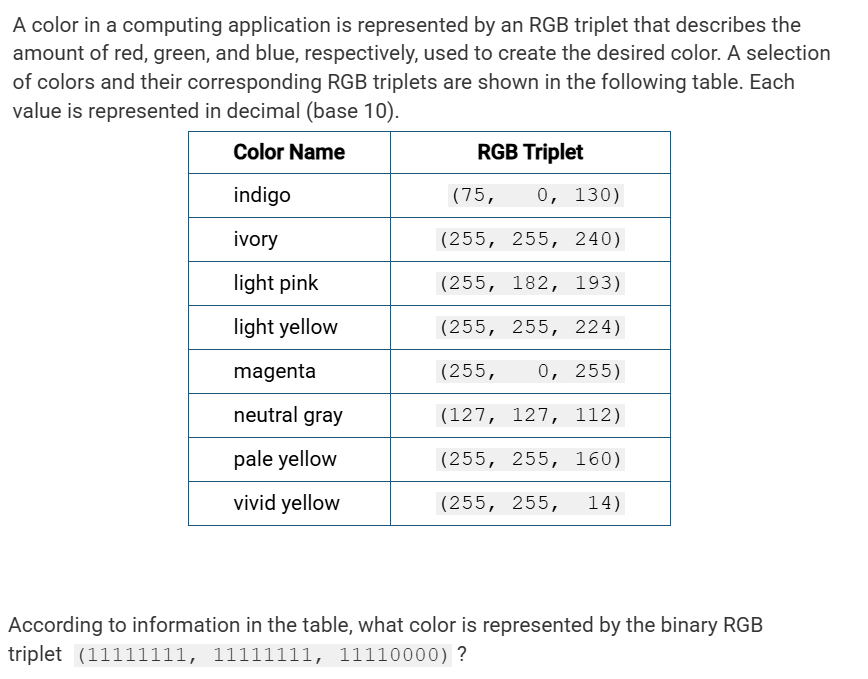 A color in a computing application is represented by an RGB triplet that describes the
amount of red, green, and blue, respectively, used to create the desired color. A selection
of colors and their corresponding RGB triplets are shown in the following table. Each
value is represented in decimal (base 10).
Color Name RGB Triplet
indigo (75, 0, 130)
ivory (255, 255, 240)
light pink (255, 182, 193)
light yellow (255, 255, 224)
magenta (255, 0, 255)
neutral gray (127, 127, 112)
pale yellow (255, 255, 160)
vivid yellow (255, 255, 14)
According to information in the table, what color is represented by the binary RGB
triplet (11111111, 11111111, 11110000) ?